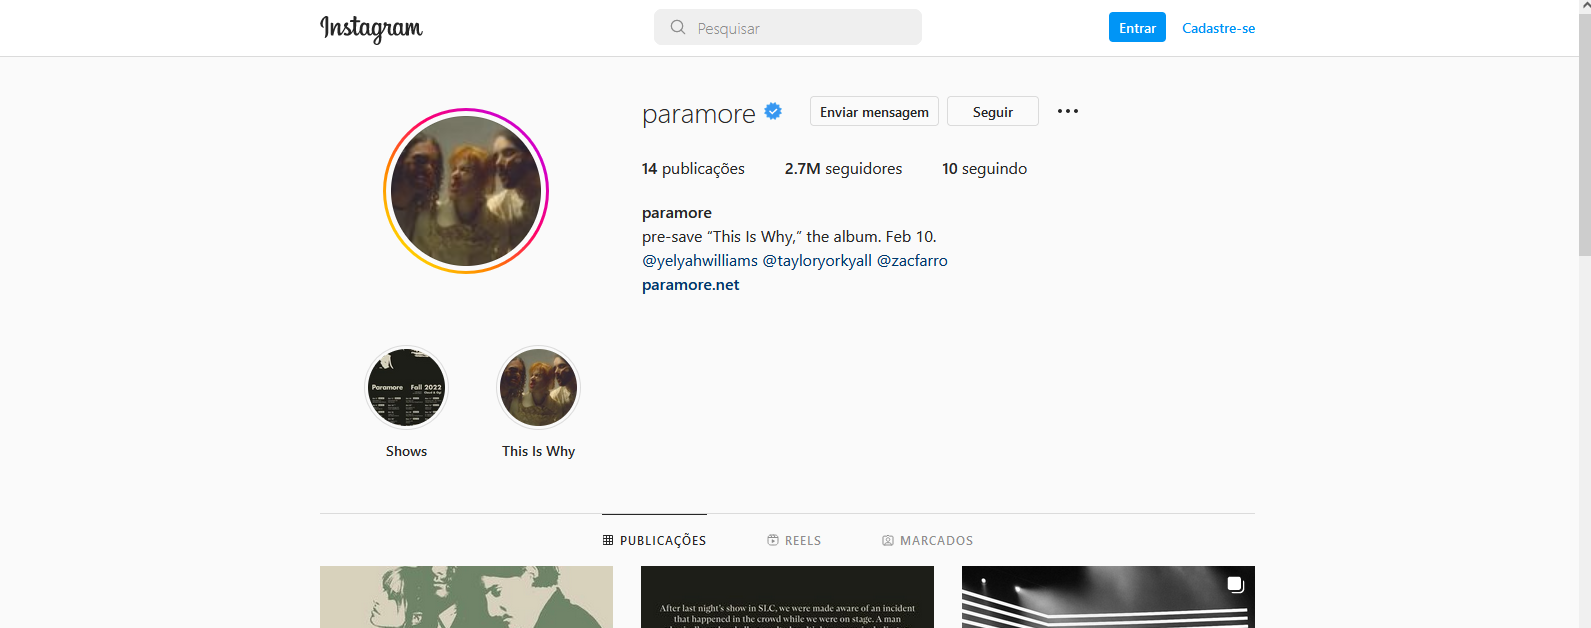 Instagram
Pesquisar
Entrar
Cadastre-se
paramore
Enviar mensagem
Seguir
14 publicações
2.7M seguidores
10 seguindo
paramore
pre-save “This Is Why,” the album. Feb 10.
@yelyahwilliams @tayloryorkyall @zacfarro
paramore.net
Paramore Fall 2022
Shows
This Is Why
PUBLICAÇÕES
REELS
MARCADOS
After last night's show in SLC, we were made aware of an incident
that happened in the crowd while we were on stage. A man